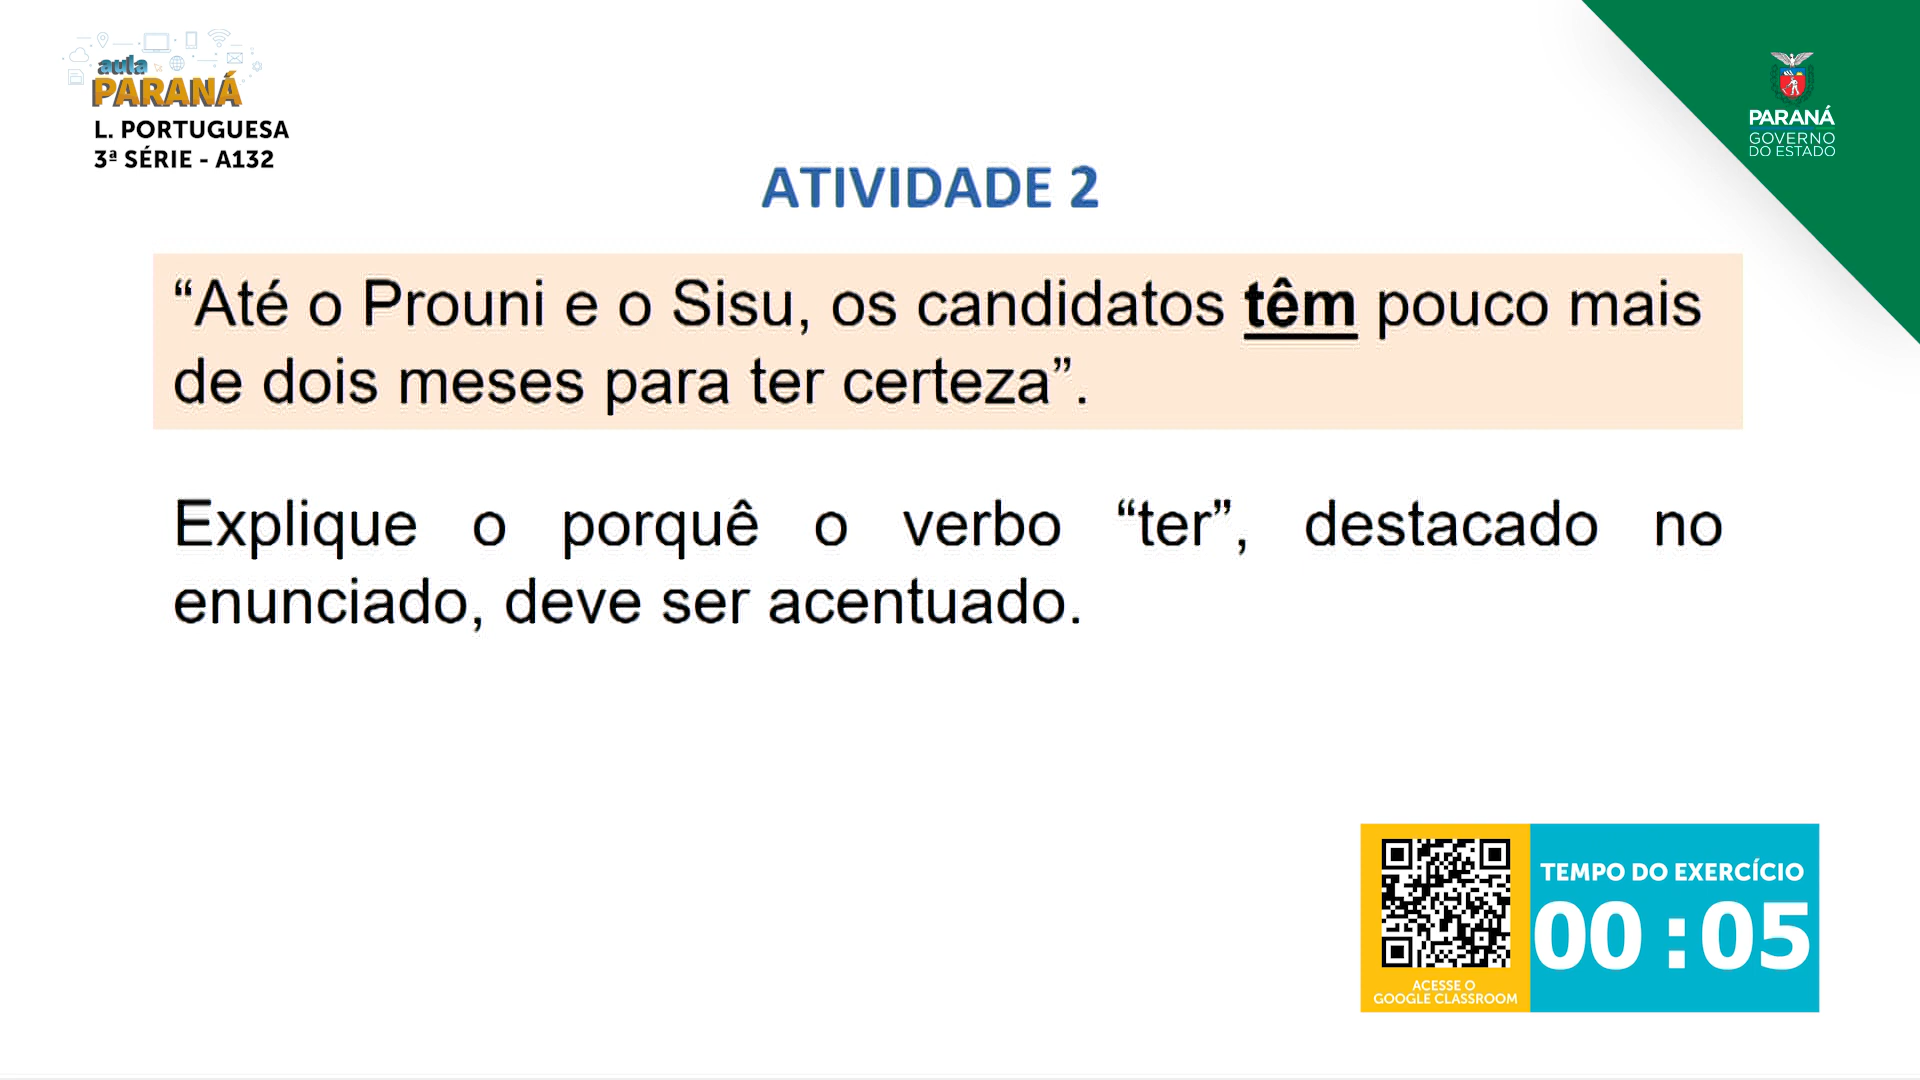 aula
PARANÁ
L. PORTUGUESA
3ª SÉRIE - A132
PARANÁ
GOVERNO
DO ESTADO
ATIVIDADE 2
“Até o Prouni e o Sisu, os candidatos têm pouco mais
de dois meses para ter certeza”.
Explique o porquê o verbo “ter”, destacado no
enunciado, deve ser acentuado.
TEMPO DO EXERCÍCIO
00:05
ACESSE O
GOOGLE CLASSROOM